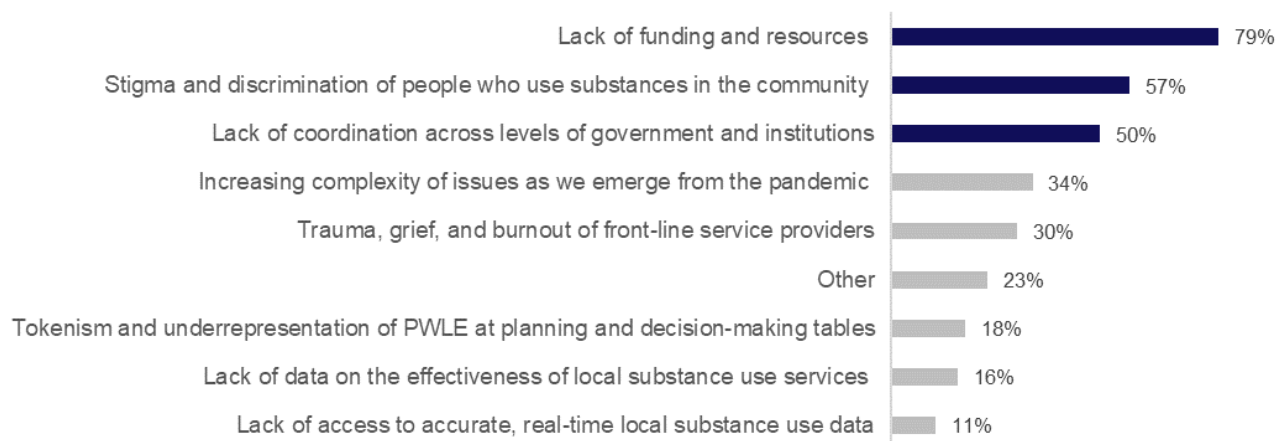 Lack of funding and resources 79%
Stigma and discrimination of people who use substances in the community 57%
Lack of coordination across levels of government and institutions 50%
Increasing complexity of issues as we emerge from the pandemic 34%
Trauma, grief, and burnout of front-line service providers 30%
Other 23%
Tokenism and underrepresentation of PWLE at planning and decision-making tables 18%
Lack of data on the effectiveness of local substance use services 16%
Lack of access to accurate, real-time local substance use data 11%